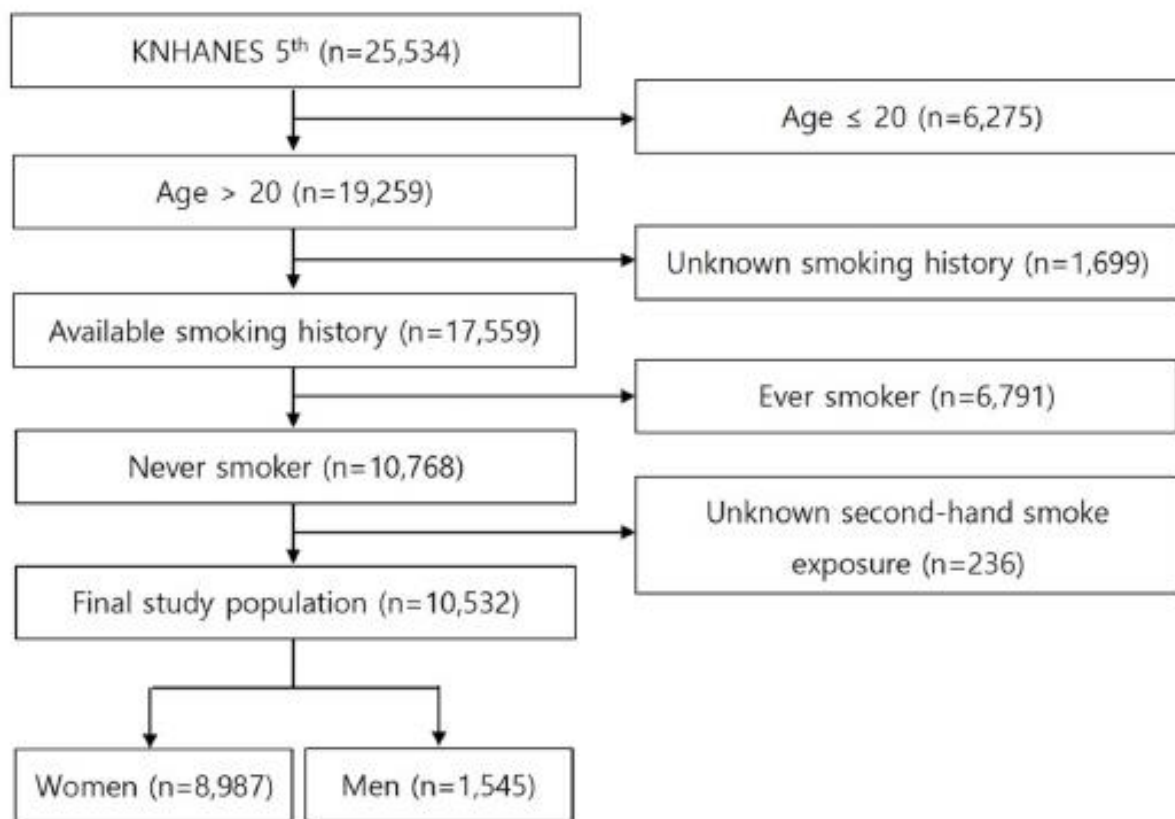 KNHANES 5th (n=25,534)
Age ≤ 20 (n=6,275)
Age > 20 (n=19,259)
Unknown smoking history (n=1,699)
Available smoking history (n=17,559)
Ever smoker (n=6,791)
Never smoker (n=10,768)
Unknown second-hand smoke
exposure (n=236)
Final study population (n=10,532)
Women (n=8,987)
Men (n=1,545)